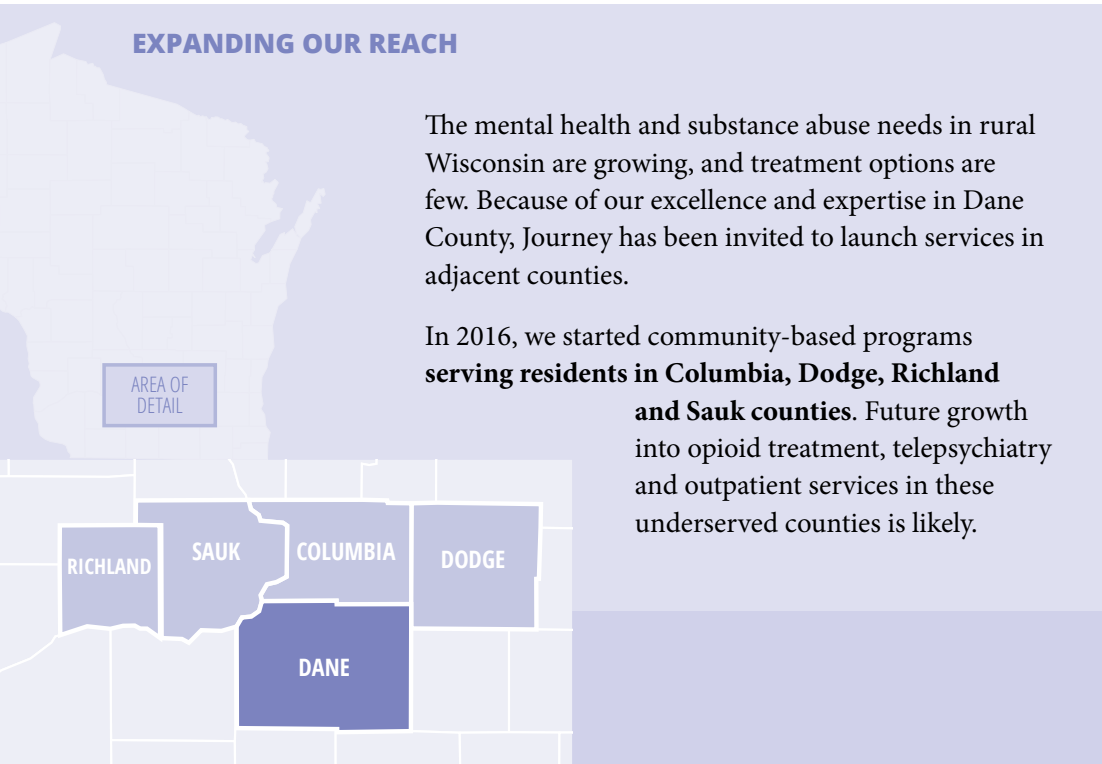 EXPANDING OUR REACH
The mental health and substance abuse needs in rural
Wisconsin are growing, and treatment options are
few. Because of our excellence and expertise in Dane
County, Journey has been invited to launch services in
adjacent counties.
In 2016, we started community-based programs
serving residents in Columbia, Dodge, Richland
and Sauk counties. Future growth
into opioid treatment, telepsychiatry
and outpatient services in these
underserved counties is likely.
AREA OF
DETAIL
RICHLAND
SAUK
COLUMBIA
DODGE
DANE